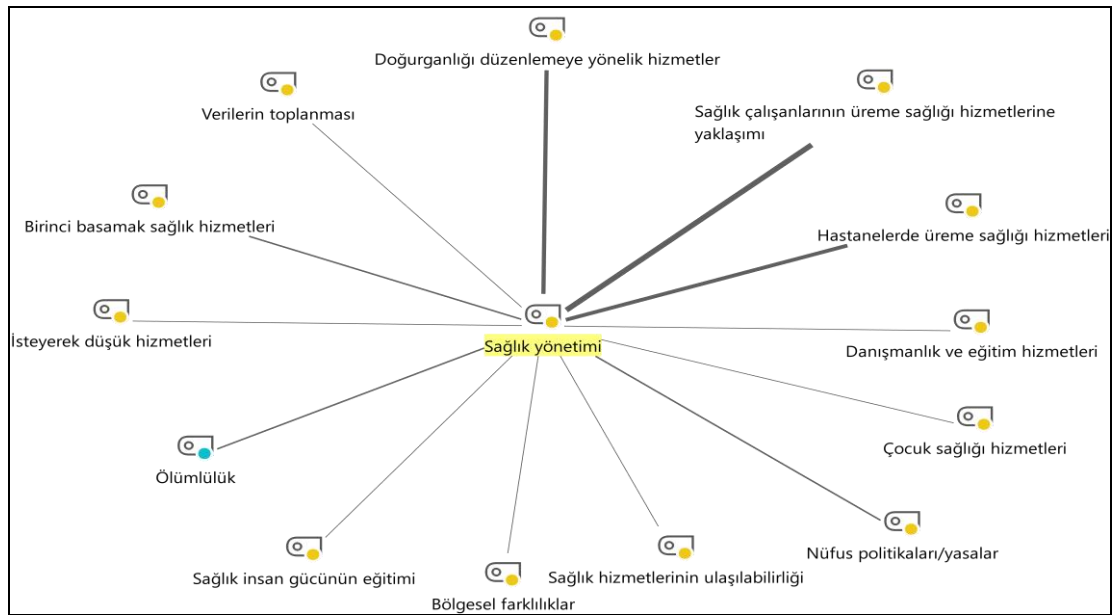 Doğurganlığı düzenlemeye yönelik hizmetler
Verilerin toplanması
Sağlık çalışanlarının üreme sağlığı hizmetlerine
yaklaşımı
Birinci basamak sağlık hizmetleri
Hastanelerde üreme sağlığı hizmetleri
İsteyerek düşük hizmetleri
Sağlık yönetimi
Danışmanlık ve eğitim hizmetleri
Çocuk sağlığı hizmetleri
Ölümlülük
Nüfus politikaları/yasalar
Sağlık insan gücünün eğitimi
Sağlık hizmetlerinin ulaşılabilirliği
Bölgesel farklılıklar